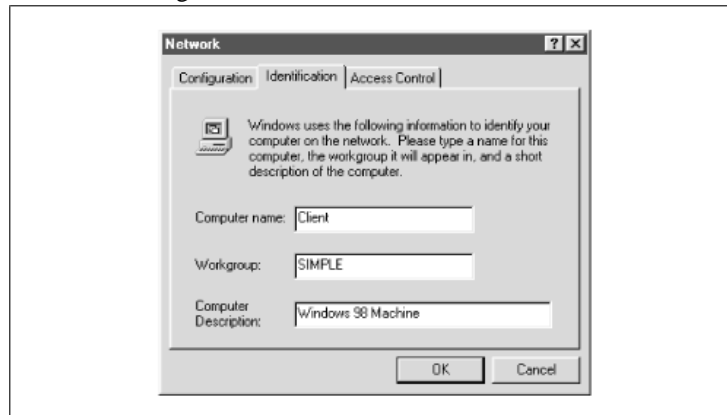 Network
Configuration Identification Access Control
Windows uses the following information to identify your
computer on the network. Please type a name for this
computer, the workgroup it will appear in, and a short
description of the computer.
Computer name: Client
Workgroup: SIMPLE
Computer
Description:
Windows 98 Machine
OK Cancel